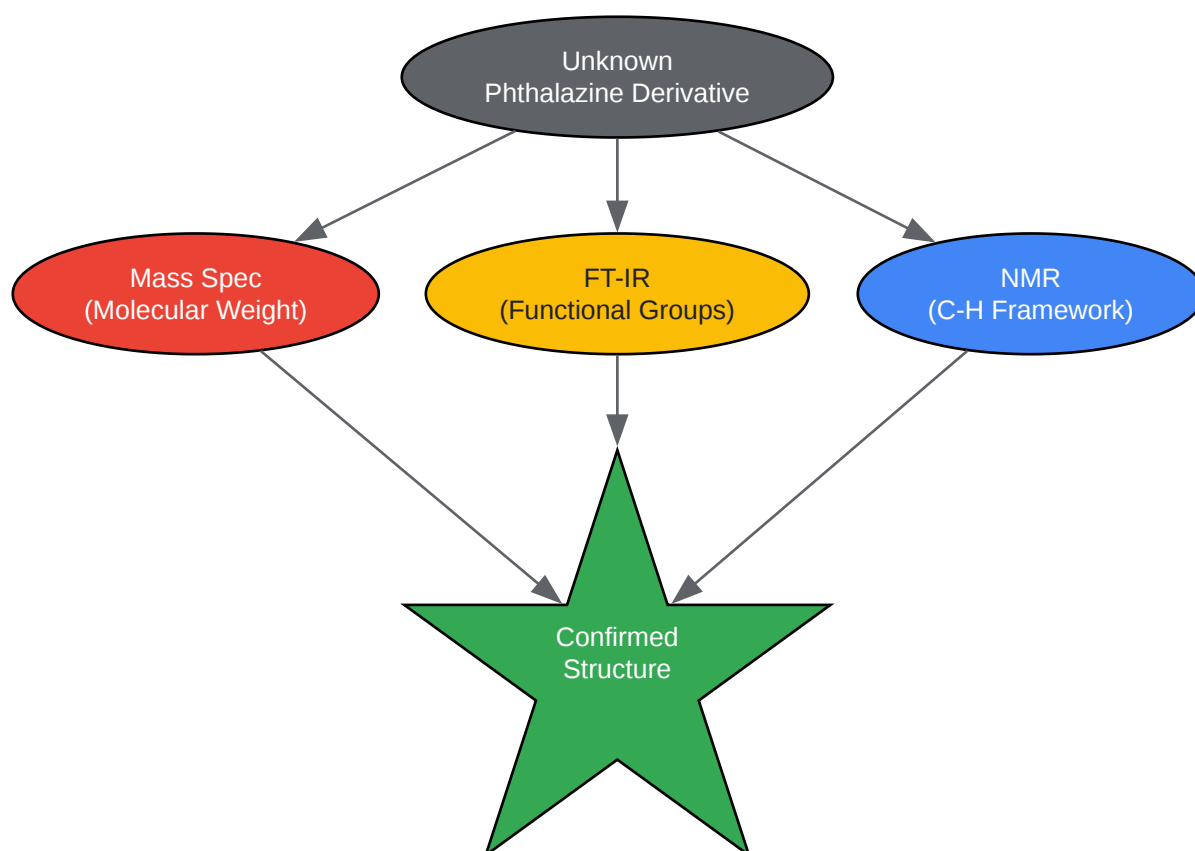 Unknown
Phthalazine Derivative
Mass Spec
(Molecular Weight)
FT-IR
(Functional Groups)
NMR
(C-H Framework)
Confirmed
Structure